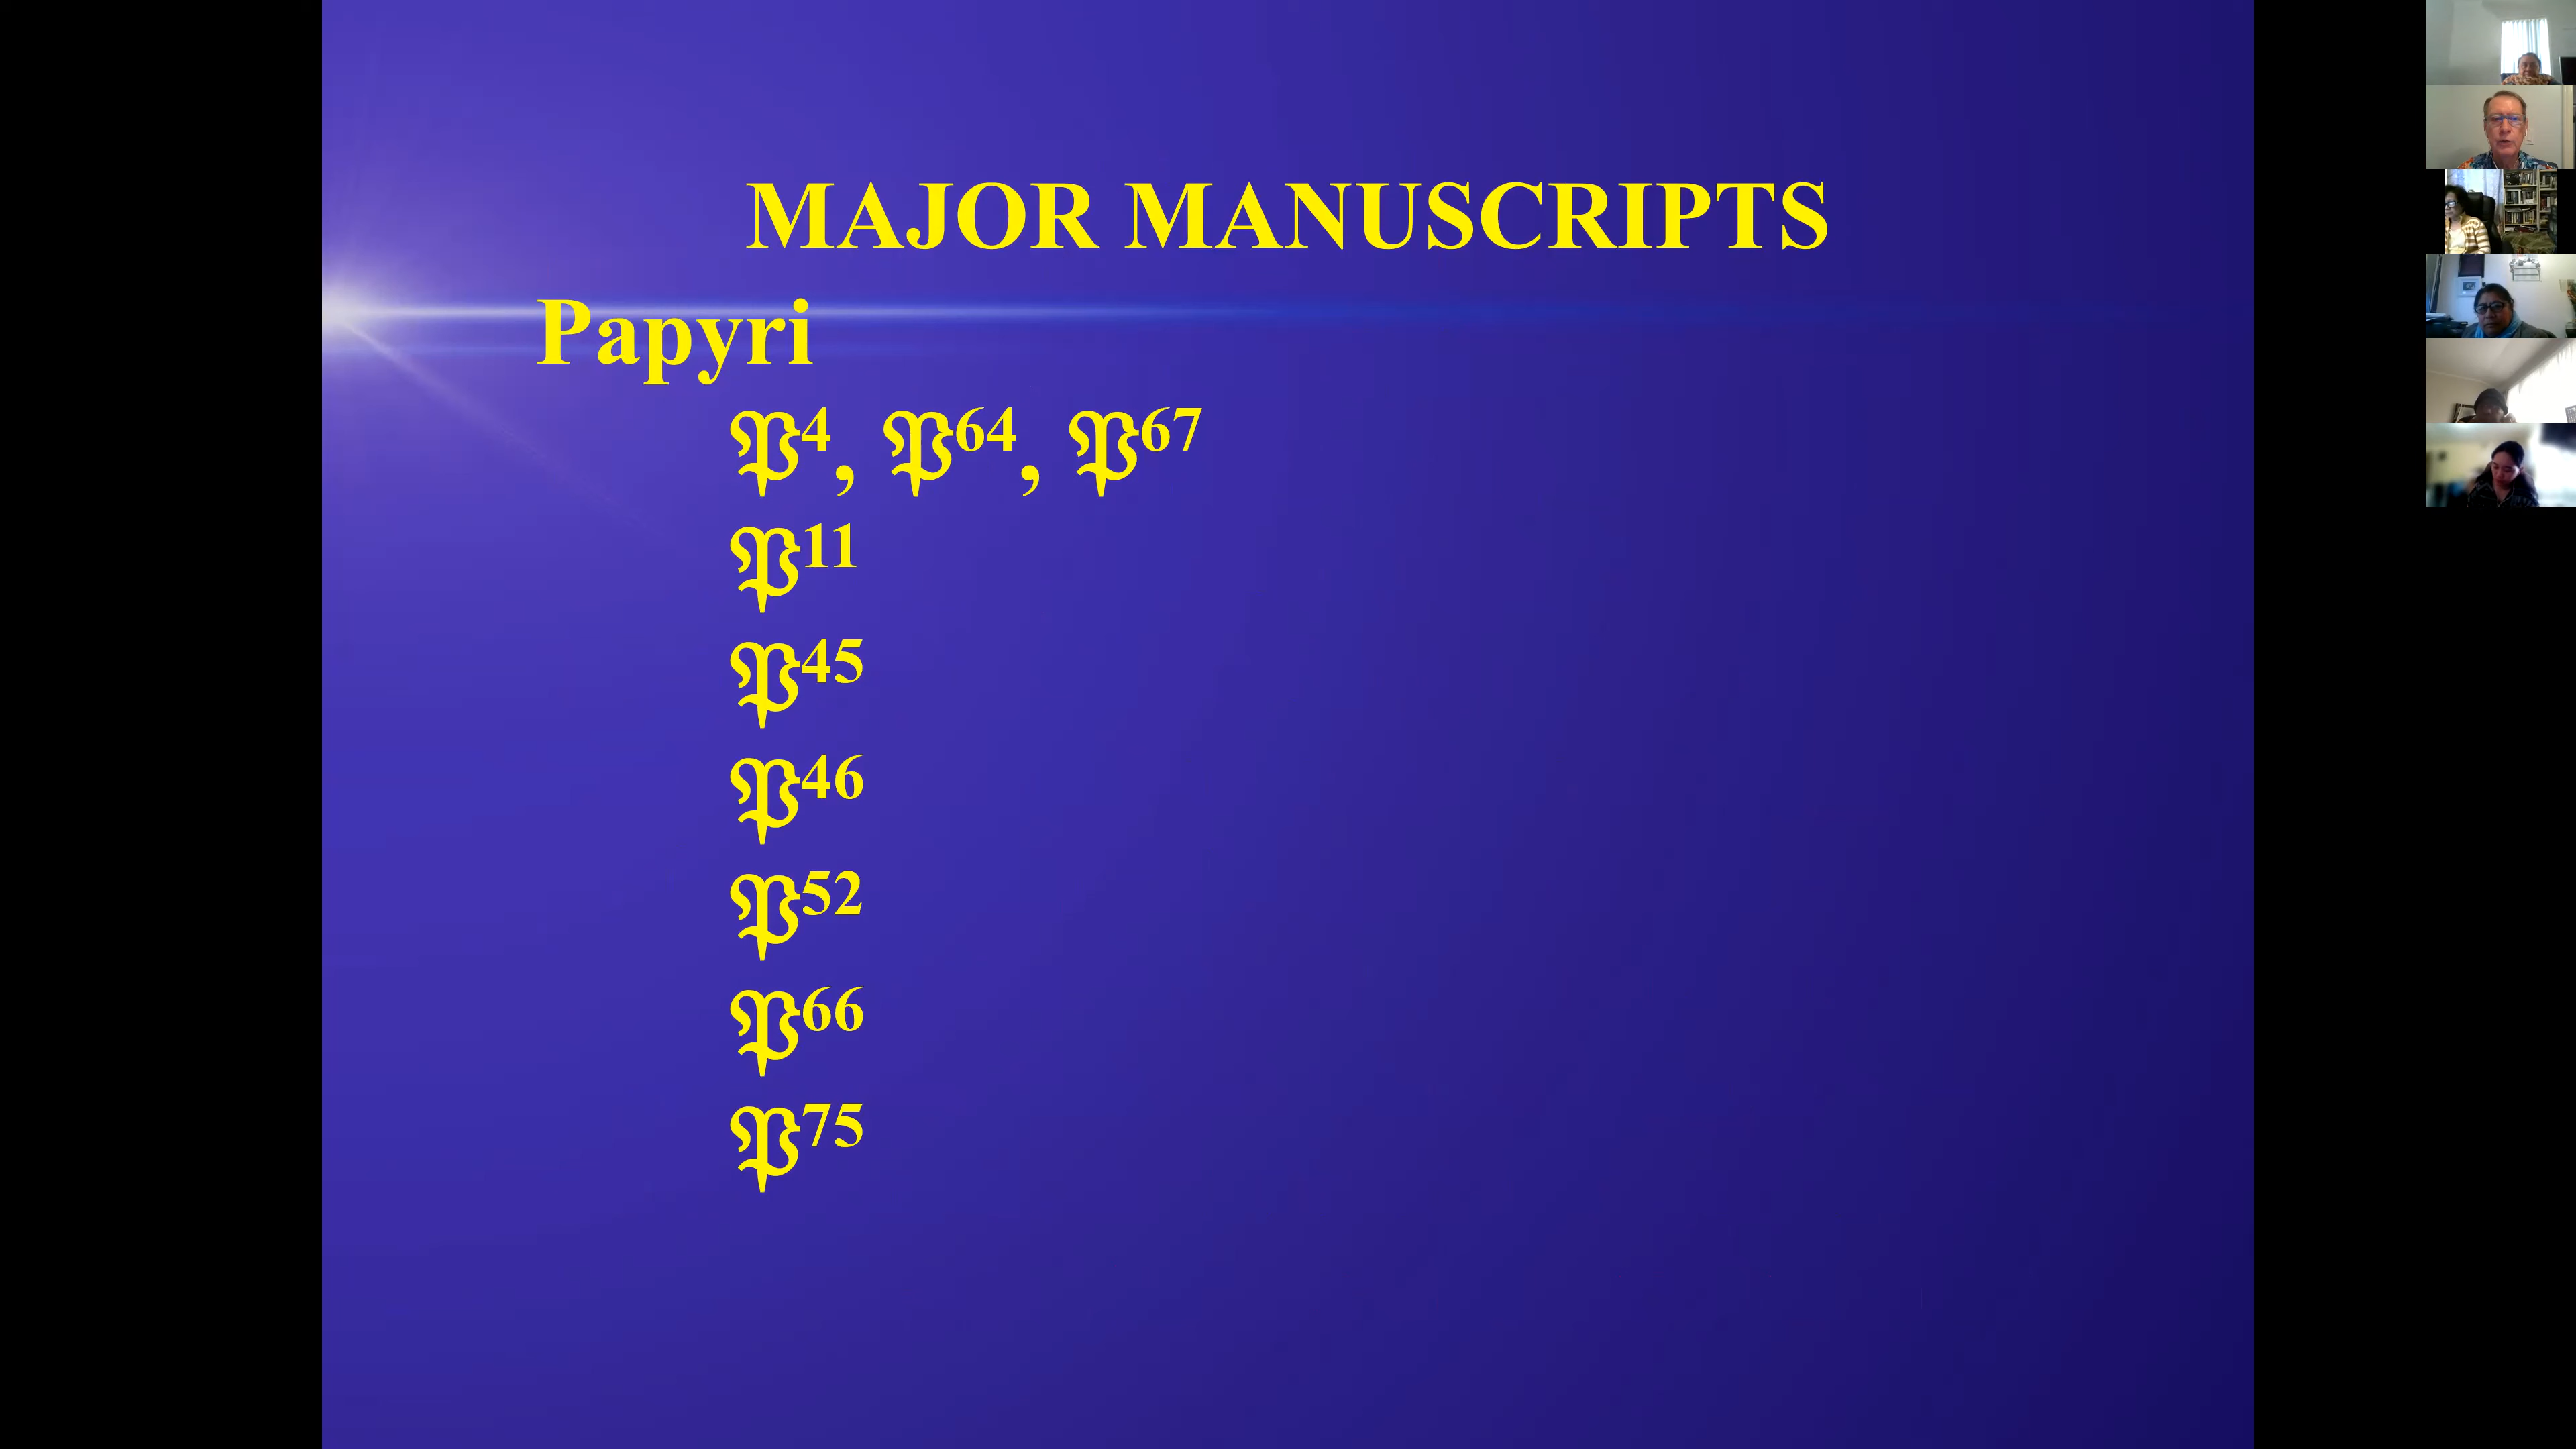 MAJOR MANUSCRIPTS
Papyri
𝔓⁴, 𝔓⁶⁴, 𝔓⁶⁷
𝔓¹¹
𝔓⁴⁵
𝔓⁴⁶
𝔓⁵²
𝔓⁶⁶
𝔓⁷⁵